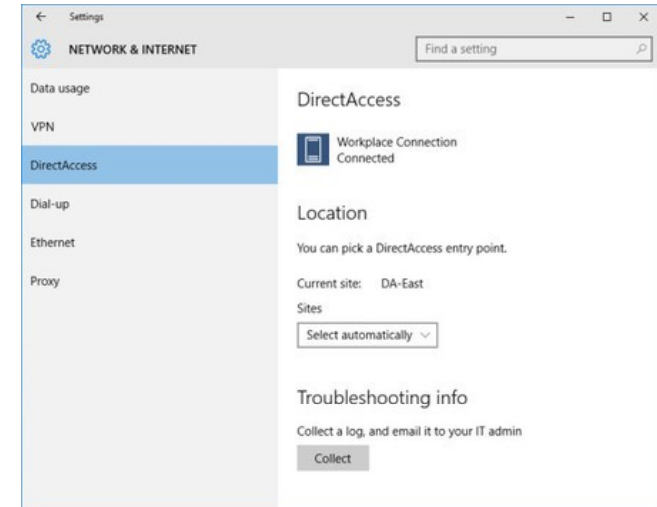 Settings
NETWORK & INTERNET
Find a setting
Data usage
VPN
DirectAccess
Dial-up
Ethernet
Proxy
DirectAccess
Workplace Connection
Connected
Location
You can pick a DirectAccess entry point.
Current site: DA-East
Sites
Select automatically
Troubleshooting info
Collect a log, and email it to your IT admin
Collect